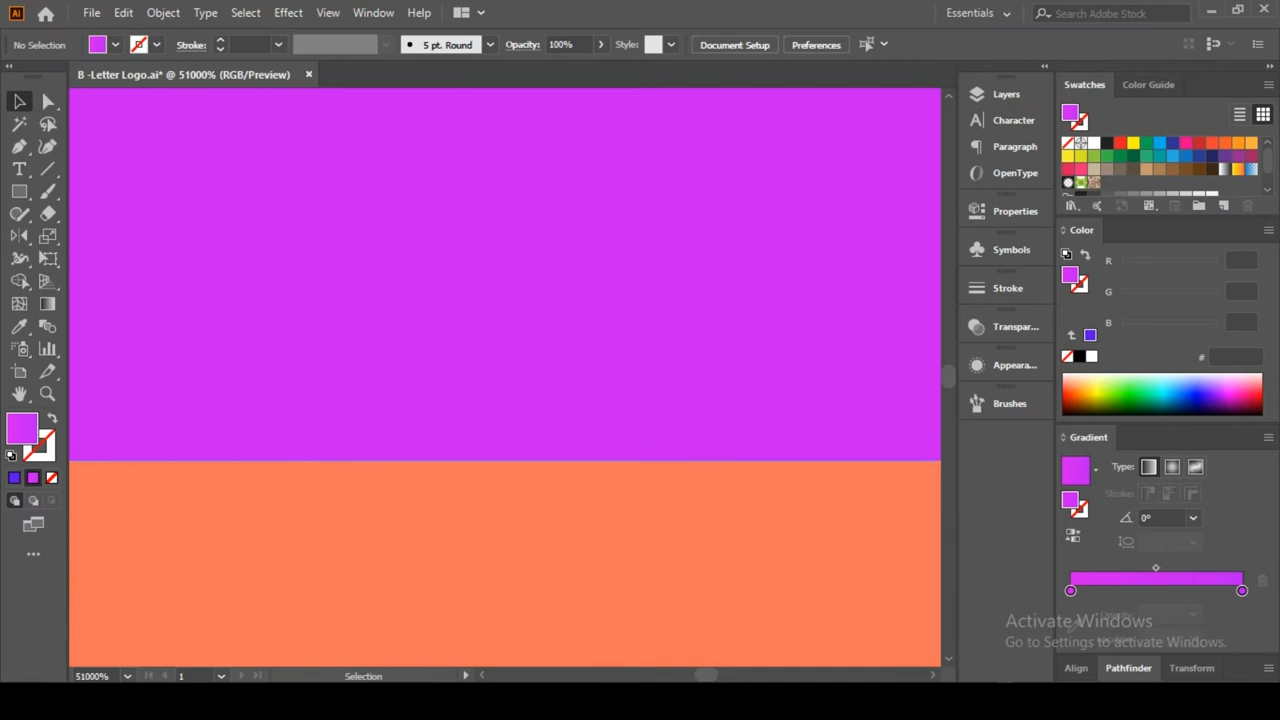 Ai File Edit Object Type Select Effect View Window Help Essentials Search Adobe Stock
No Selection Stroke: 5 pt. Round Opacity: 100% Style: Document Setup Preferences
B -Letter Logo.ai* @ 51000% (RGB/Preview) ×
Layers
Character
Paragraph
OpenType
Properties
Symbols
Stroke
Transpar...
Appeara...
Brushes
Swatches Color Guide
Color
R
G
B
#
Gradient
Type:
Stroke:
0°
Activate Windows
Go to Settings to activate Windows.
Align Pathfinder Transform
51000% 1 Selection